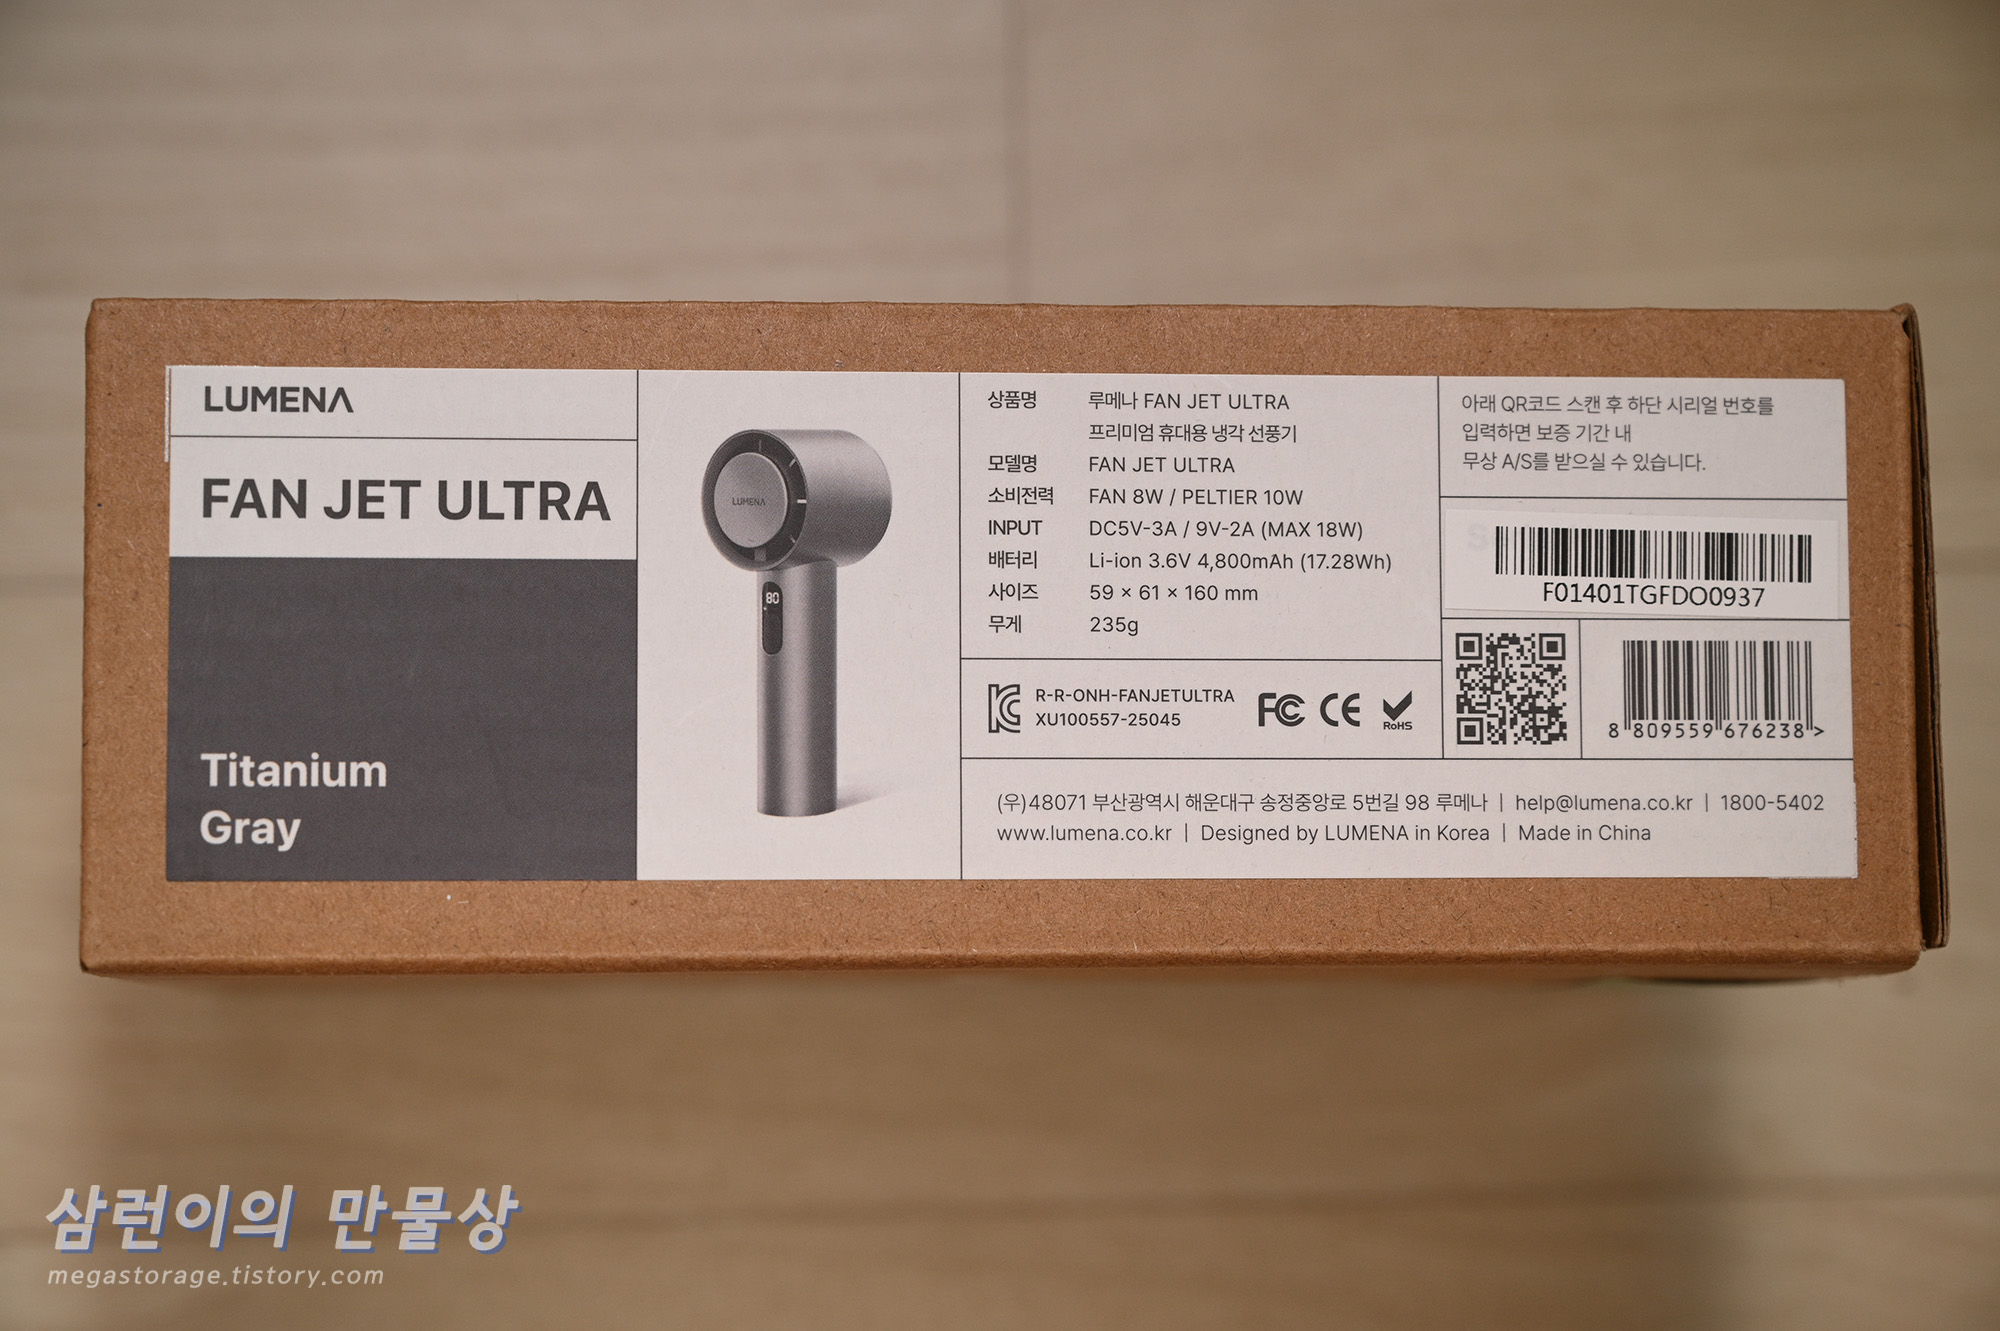 LUMENA
FAN JET ULTRA
Titanium
Gray
LUMENA
80
상품명 루메나 FAN JET ULTRA
프리미엄 휴대용 냉각 선풍기
모델명 FAN JET ULTRA
소비전력 FAN 8W / PELTIER 10W
INPUT DC5V-3A / 9V-2A (MAX 18W)
배터리 Li-ion 3.6V 4,800mAh (17.28Wh)
사이즈 59 × 61 × 160 mm
무게 235g
R-R-ONH-FANJETULTRA
XU100557-25045
FC CE RoHS
아래 QR코드 스캔 후 하단 시리얼 번호를
입력하면 보증 기간 내
무상 A/S를 받으실 수 있습니다.
F01401TGFDO0937
8 809559 676238 >
(우)48071 부산광역시 해운대구 송정중앙로 5번길 98 루메나 | help@lumena.co.kr | 1800-5402
www.lumena.co.kr | Designed by LUMENA in Korea | Made in China
삼런이의 만물상
megastorage.tistory.com